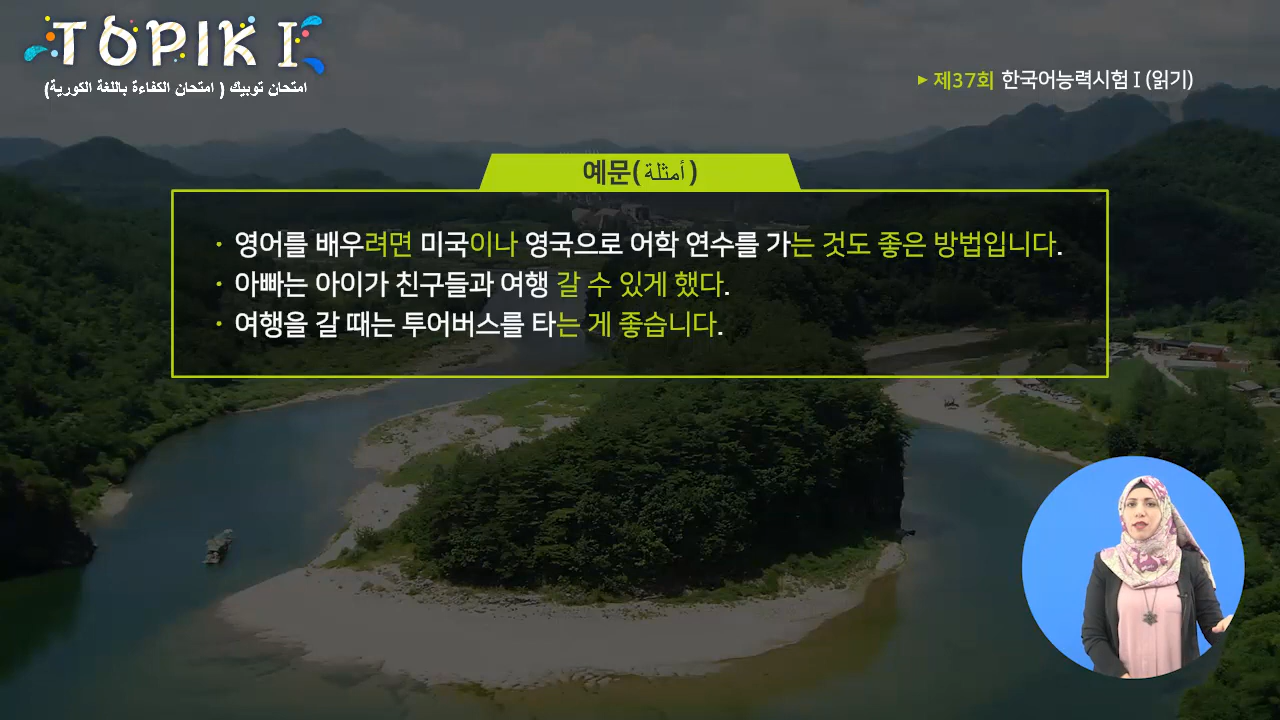 TOPIK I
امتحان توبيك ( امتحان الكفاءة باللغة الكورية)
▶ 제37회 한국어능력시험 I (읽기)
예문(أمثلة)
• 영어를 배우려면 미국이나 영국으로 어학 연수를 가는 것도 좋은 방법입니다.
• 아빠는 아이가 친구들과 여행 갈 수 있게 했다.
• 여행을 갈 때는 투어버스를 타는 게 좋습니다.